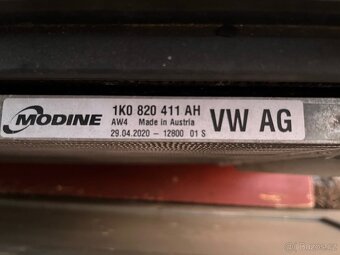 MODINE
1K0 820 411 AH
AW4 Made in Austria
29.04.2020 - 12800 01 S
VW AG